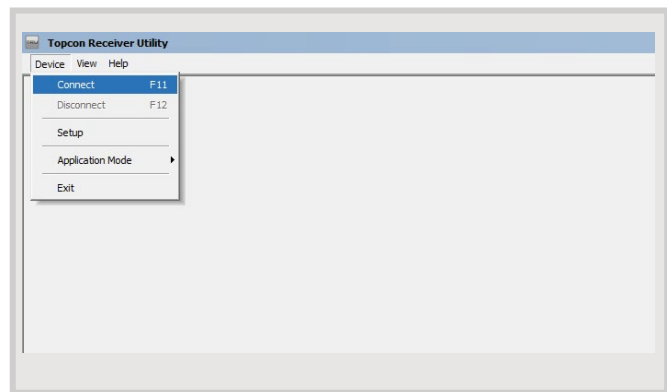 Topcon Receiver Utility
Device View Help
Connect F11
Disconnect F12
Setup
Application Mode
Exit